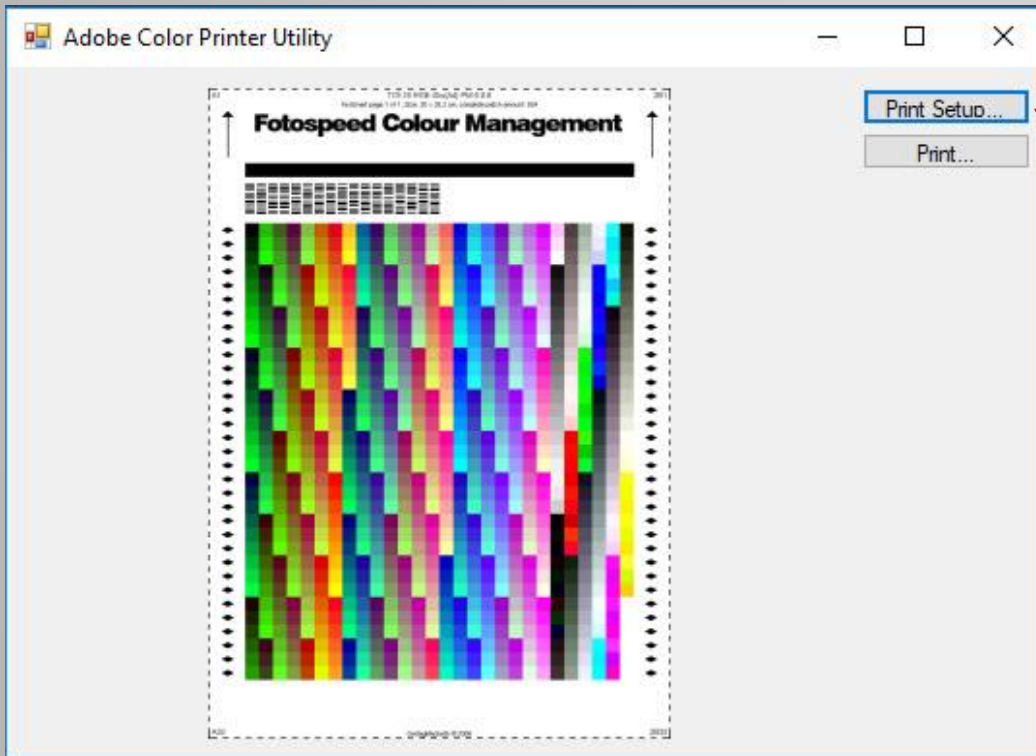 Adobe Color Printer Utility
Print Setup...
Print...
Fotospeed Colour Management